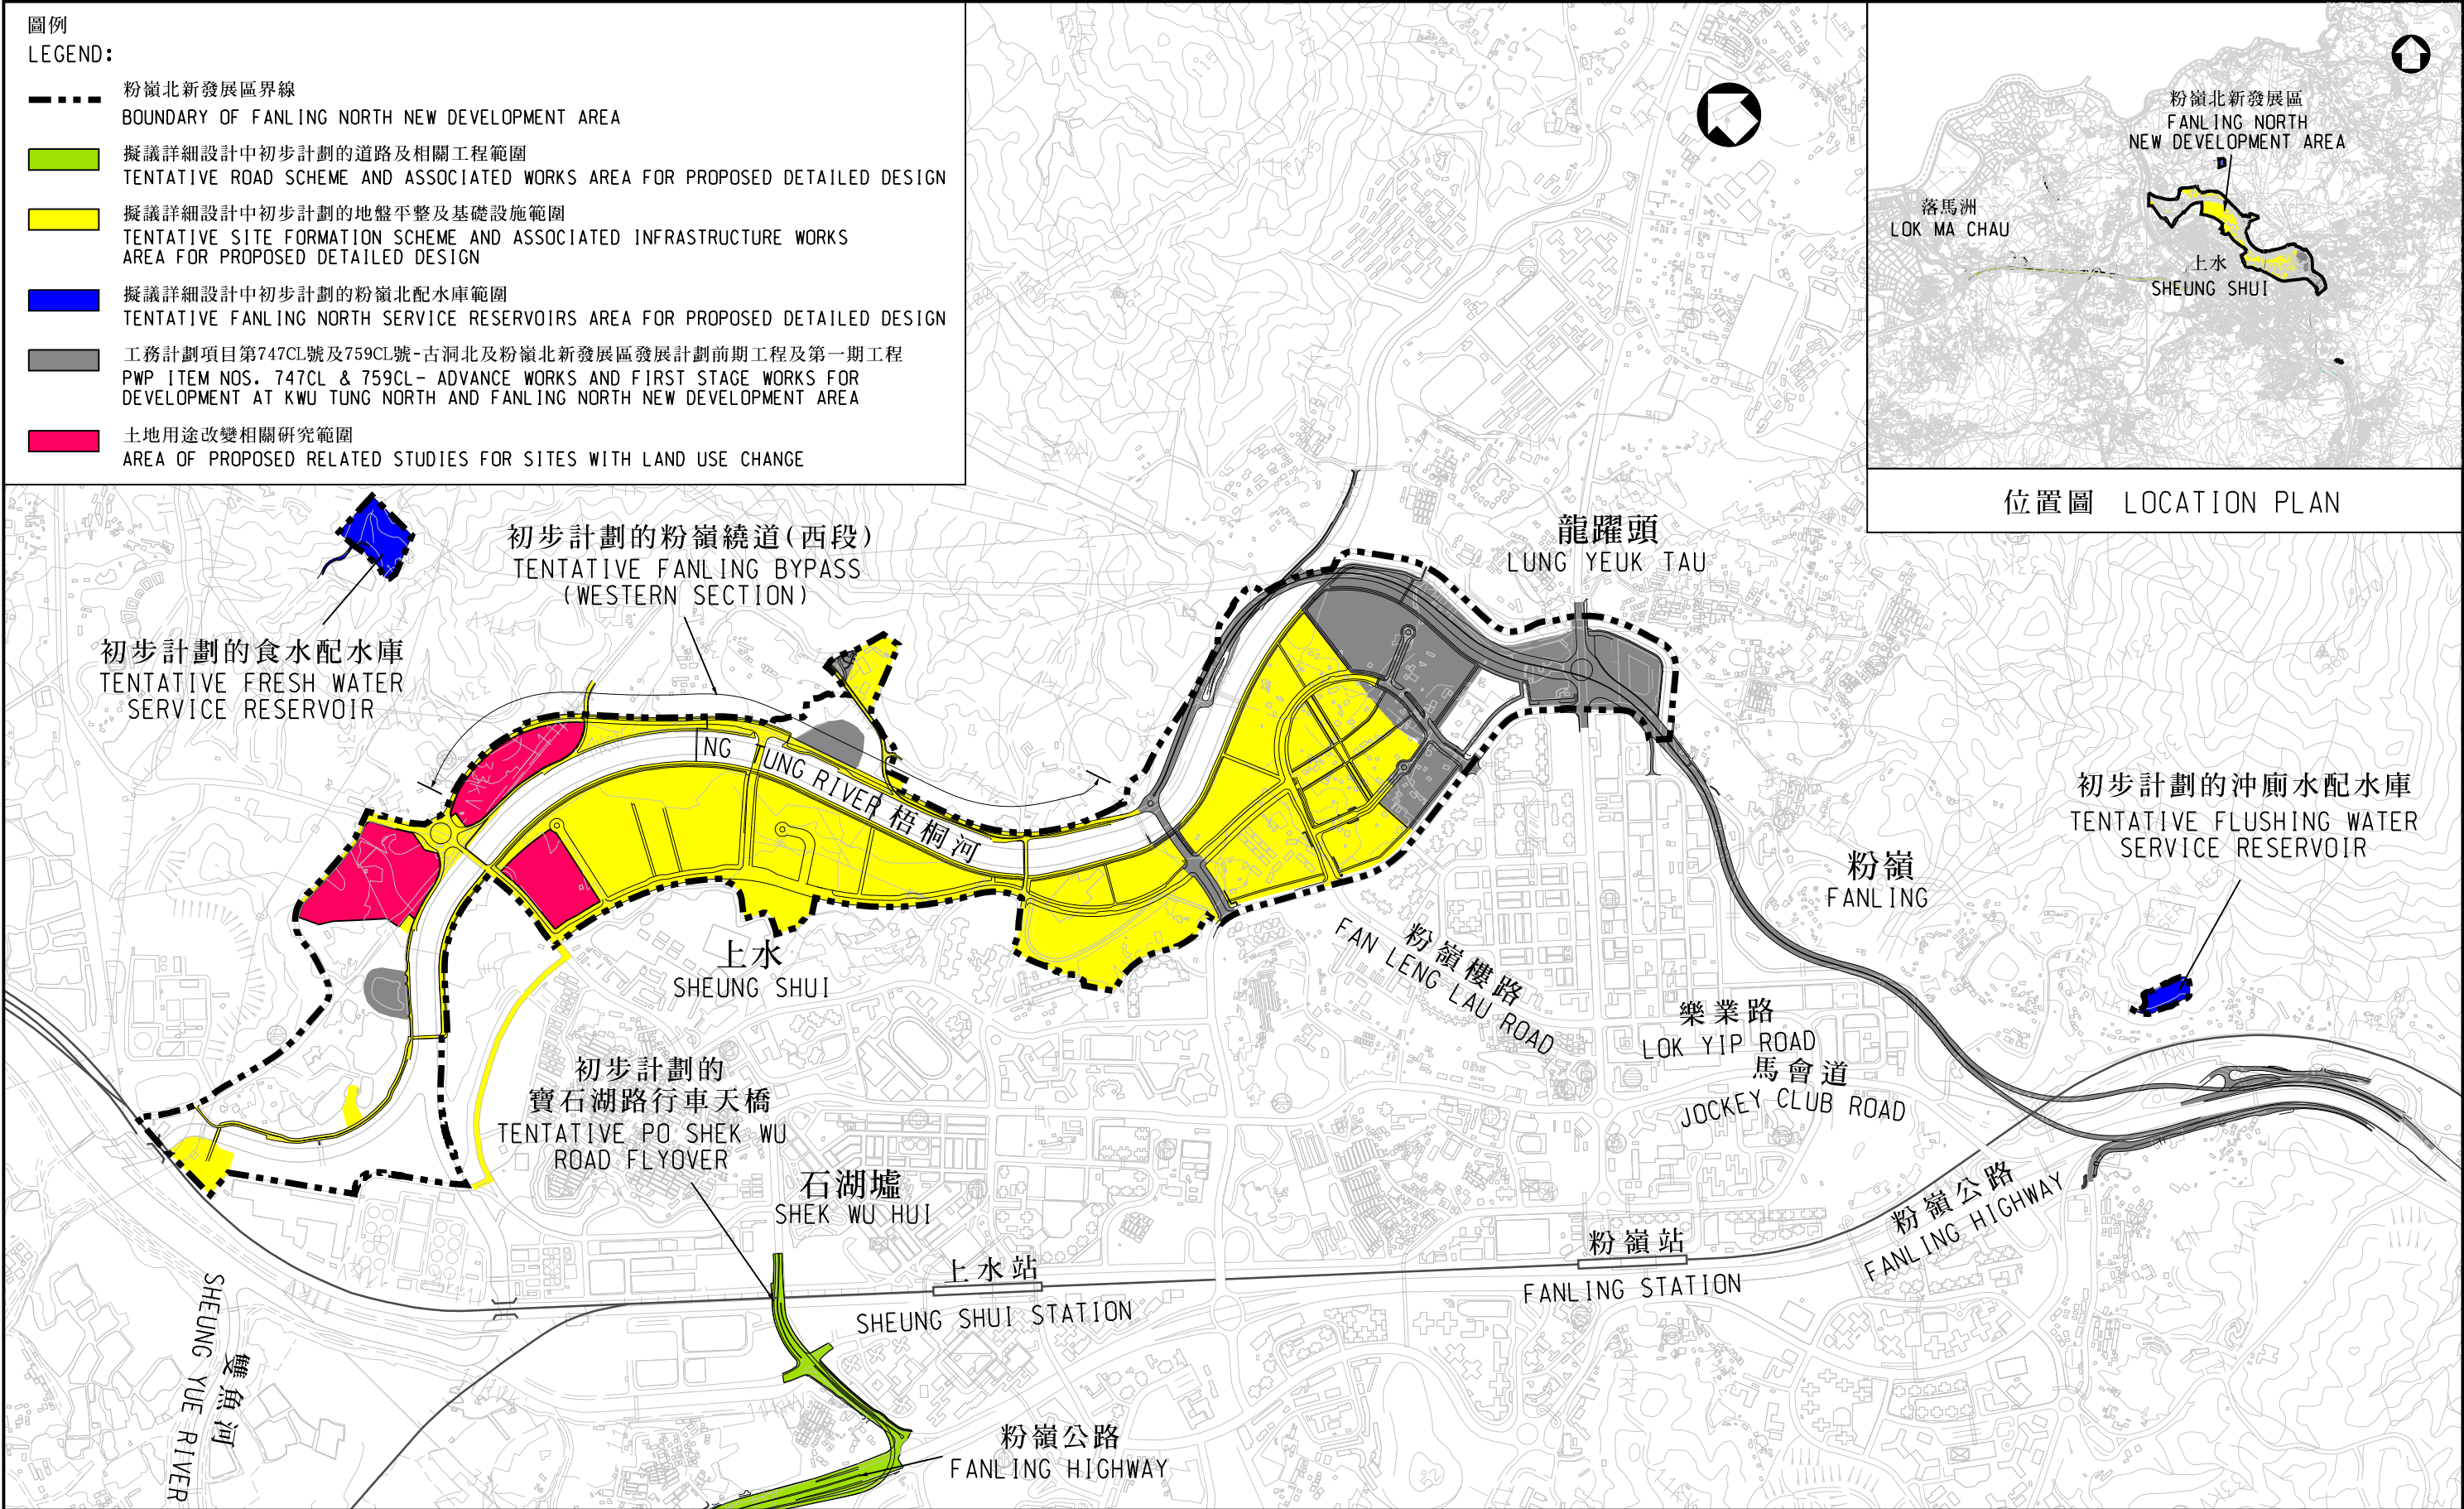 圖例
LEGEND:
粉嶺北新發展區界線
BOUNDARY OF FANLING NORTH NEW DEVELOPMENT AREA
擬議詳細設計中初步計劃的道路及相關工程範圍
TENTATIVE ROAD SCHEME AND ASSOCIATED WORKS AREA FOR PROPOSED DETAILED DESIGN
擬議詳細設計中初步計劃的地盤平整及基礎設施範圍
TENTATIVE SITE FORMATION SCHEME AND ASSOCIATED INFRASTRUCTURE WORKS
AREA FOR PROPOSED DETAILED DESIGN
擬議詳細設計中初步計劃的粉嶺北配水庫範圍
TENTATIVE FANLING NORTH SERVICE RESERVOIRS AREA FOR PROPOSED DETAILED DESIGN
工務計劃項目第747CL號及759CL號-古洞北及粉嶺北新發展區發展計劃前期工程及第一期工程
PWP ITEM NOS. 747CL & 759CL- ADVANCE WORKS AND FIRST STAGE WORKS FOR
DEVELOPMENT AT KWU TUNG NORTH AND FANLING NORTH NEW DEVELOPMENT AREA
土地用途改變相關研究範圍
AREA OF PROPOSED RELATED STUDIES FOR SITES WITH LAND USE CHANGE
粉嶺北新發展區
FANLING NORTH
NEW DEVELOPMENT AREA
落馬洲
LOK MA CHAU
上水
SHEUNG SHUI
位置圖 LOCATION PLAN
初步計劃的粉嶺繞道(西段)
TENTATIVE FANLING BYPASS
(WESTERN SECTION)
龍躍頭
LUNG YEUK TAU
初步計劃的食水配水庫
TENTATIVE FRESH WATER
SERVICE RESERVOIR
NG
UNG RIVER 梧桐河
初步計劃的沖廁水配水庫
TENTATIVE FLUSHING WATER
SERVICE RESERVOIR
粉嶺
FANLING
上水
SHEUNG SHUI
粉嶺樓路
FAN LENG LAU ROAD
樂業路
LOK YIP ROAD
馬會道
JOCKEY CLUB ROAD
初步計劃的
寶石湖路行車天橋
TENTATIVE PO SHEK WU
ROAD FLYOVER
石湖墟
SHEK WU HUI
上水站
SHEUNG SHUI STATION
粉嶺站
FANLING STATION
粉嶺公路
FANLING HIGHWAY
雙魚河
SHEUNG YUE RIVER
粉嶺公路
FANLING HIGHWAY